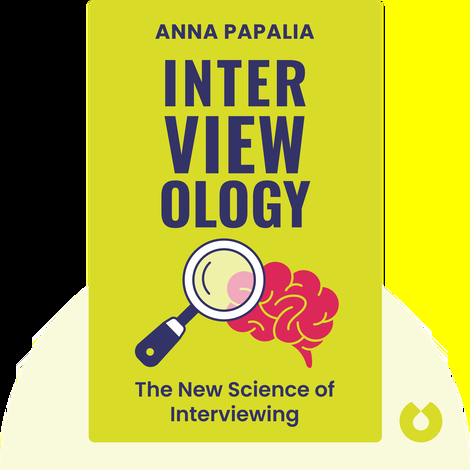 ANNA PAPALIA
INTER
VIEW
OLOGY
The New Science of
Interviewing